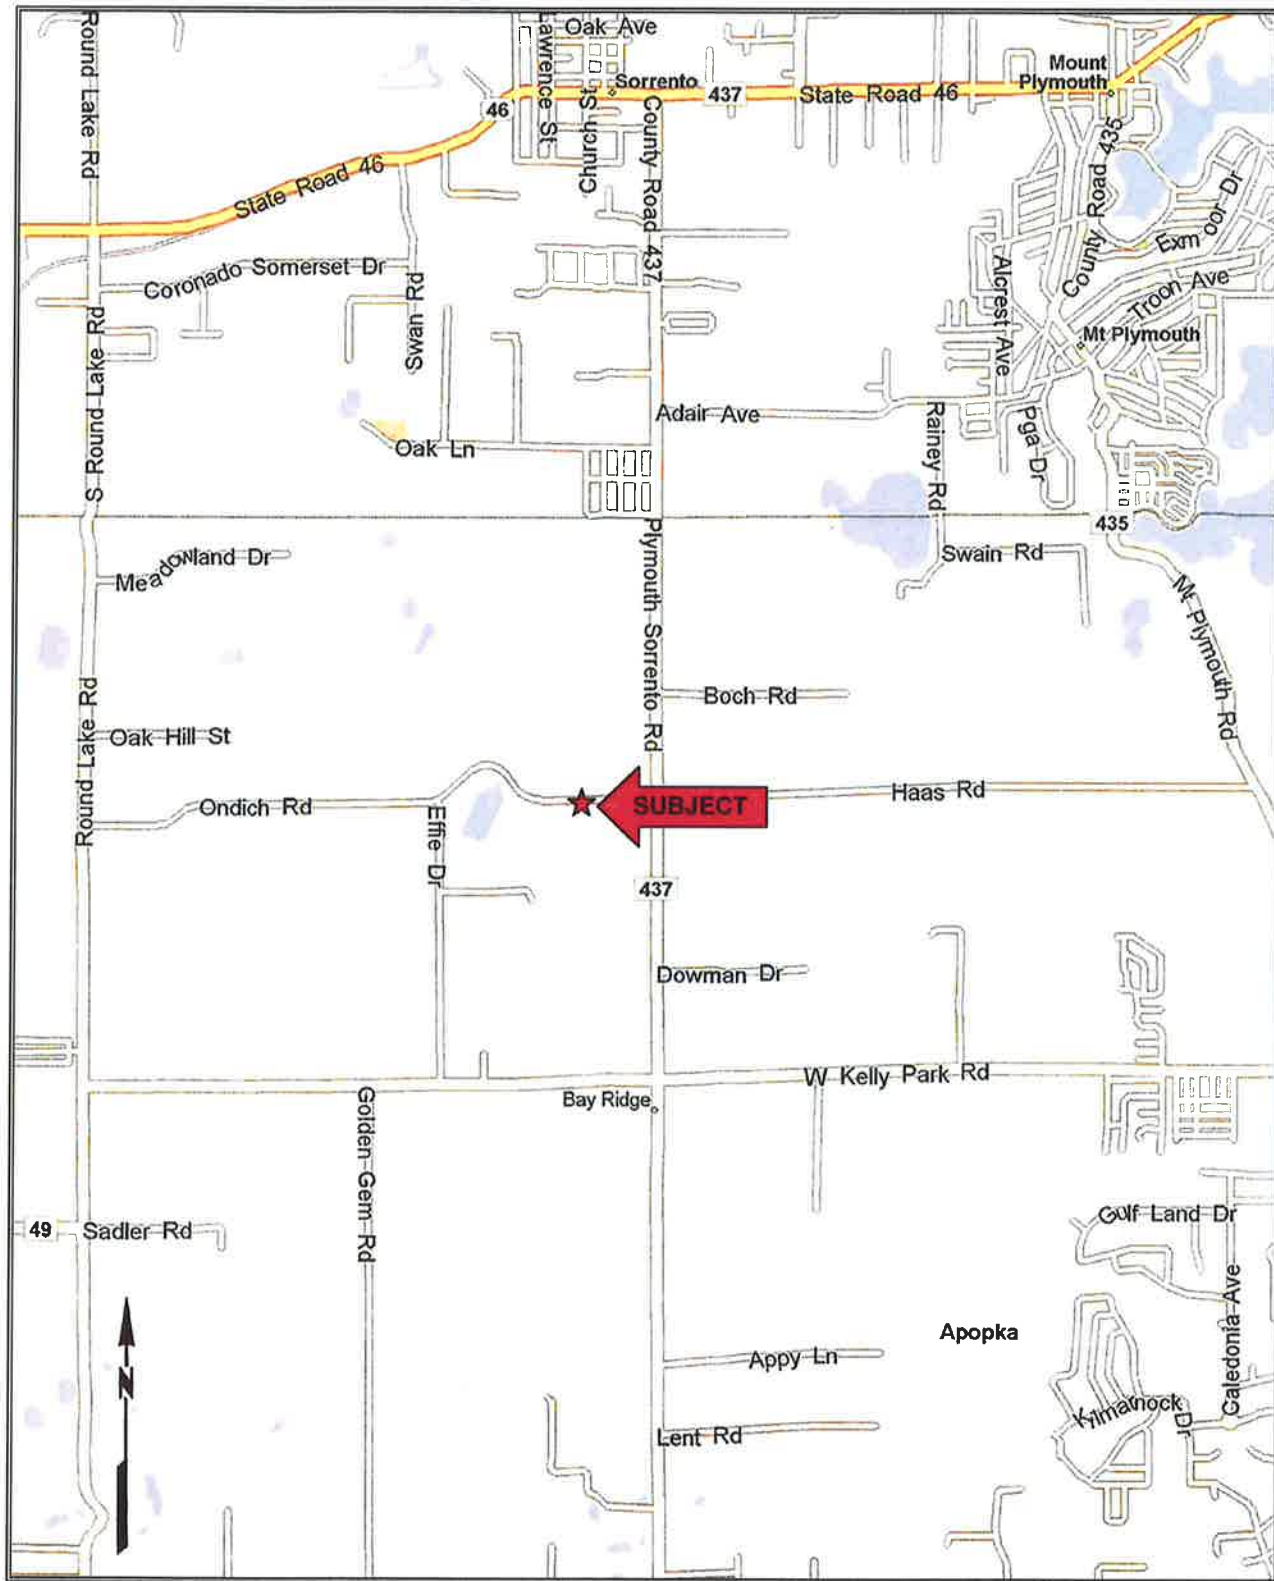 Round Lake Rd
Lawrence St
Oak Ave
Sorrento
Mount
Plymouth
46
437
State Road 46
State Road 46
Church St
County Road 437
County Road 435
Exmoor Dr
Coronado Somerset Dr
Swan Rd
Alcrest Ave
Troon Ave
Mt Plymouth
S Round Lake Rd
Adair Ave
Rainey Rd
Pga Dr
Oak Ln
435
Meadowland Dr
Plymouth Sorrento Rd
Swain Rd
Mt Plymouth Rd
Round Lake Rd
Boch Rd
Oak Hill St
Ondich Rd
SUBJECT
Haas Rd
Effie Dr
437
Dowman Dr
W Kelly Park Rd
Bay Ridge
Golden Gem Rd
49
Sadler Rd
Golf Land Dr
Caledonia Ave
N
Apopka
Appy Ln
Kilmarnock Dr
Lent Rd